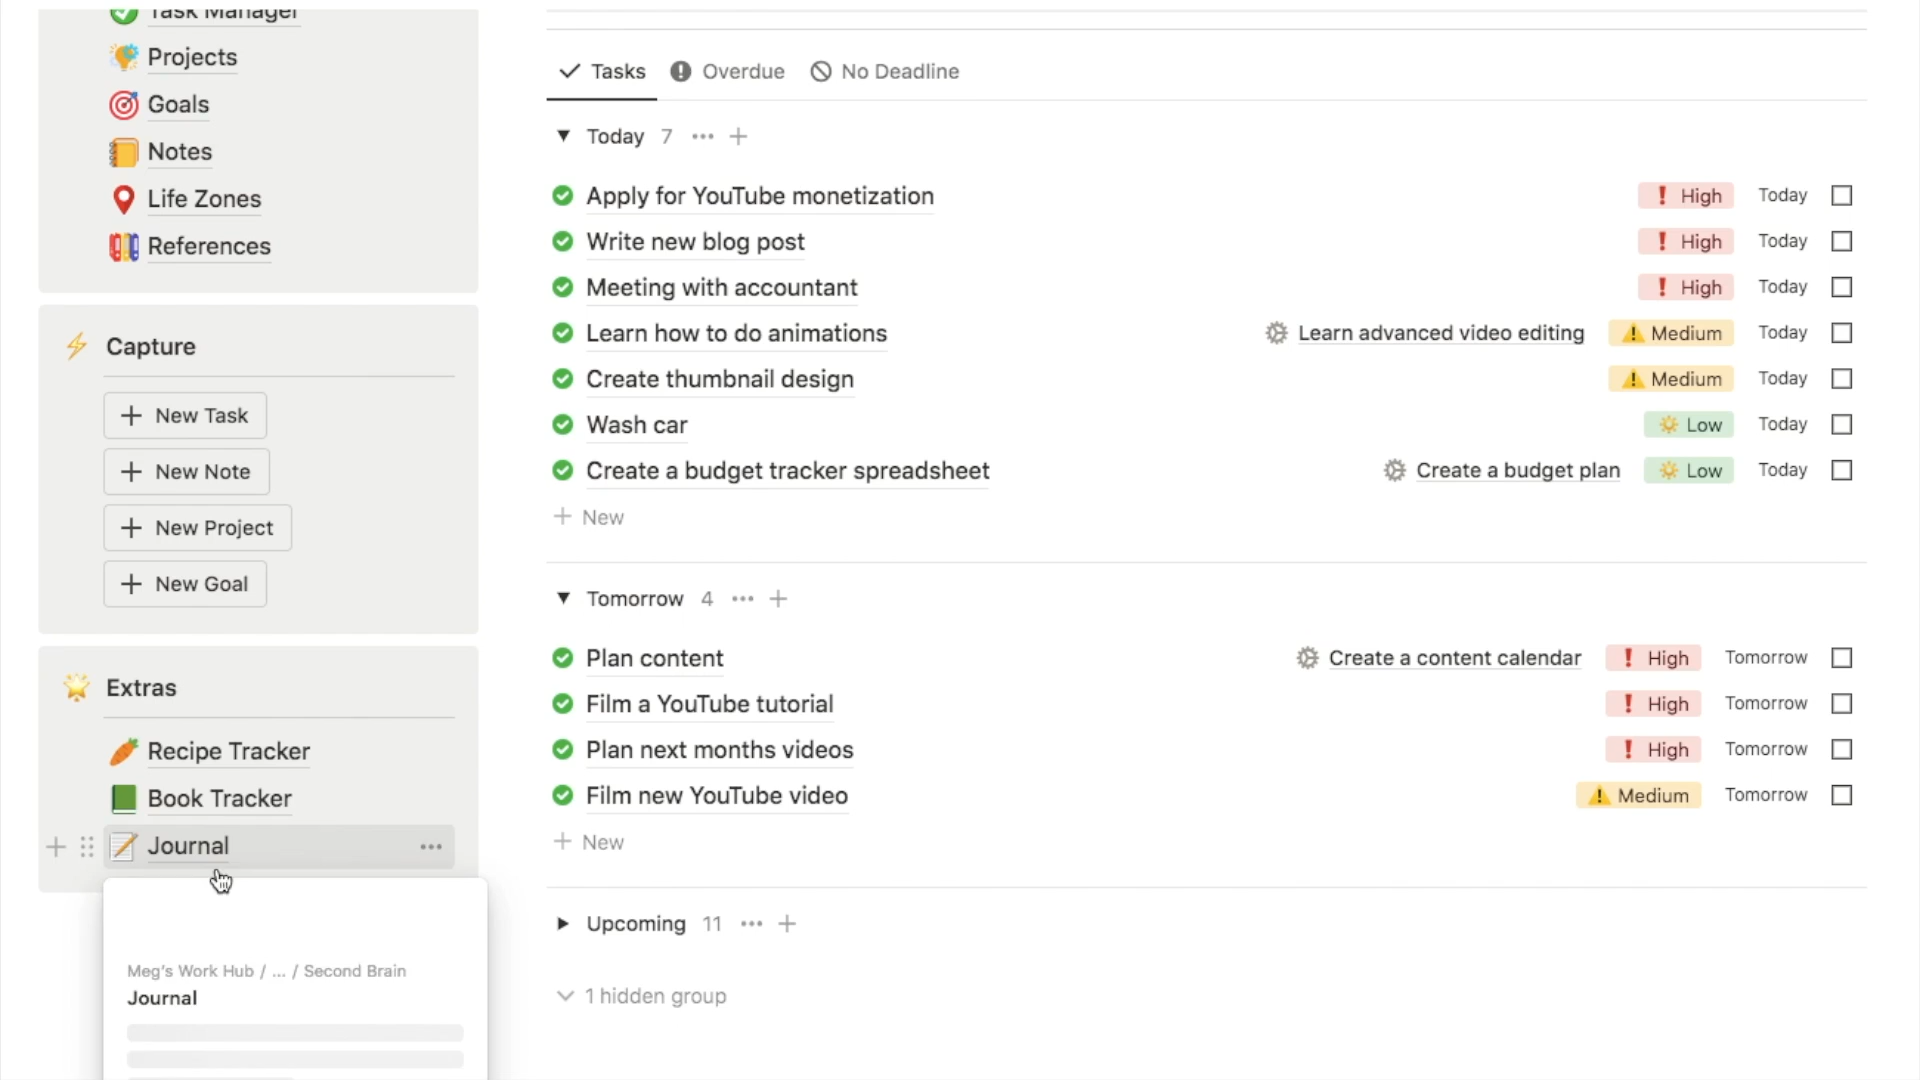 Task Manager
Projects
Goals
Notes
Life Zones
References
Capture
New Task
New Note
New Project
New Goal
Extras
Recipe Tracker
Book Tracker
Journal
Meg's Work Hub / ... / Second Brain
Journal
Tasks Overdue No Deadline
Today 7
Apply for YouTube monetization High Today
Write new blog post High Today
Meeting with accountant High Today
Learn how to do animations Learn advanced video editing Medium Today
Create thumbnail design Medium Today
Wash car Low Today
Create a budget tracker spreadsheet Create a budget plan Low Today
New
Tomorrow 4
Plan content Create a content calendar High Tomorrow
Film a YouTube tutorial High Tomorrow
Plan next months videos High Tomorrow
Film new YouTube video Medium Tomorrow
New
Upcoming 11
1 hidden group